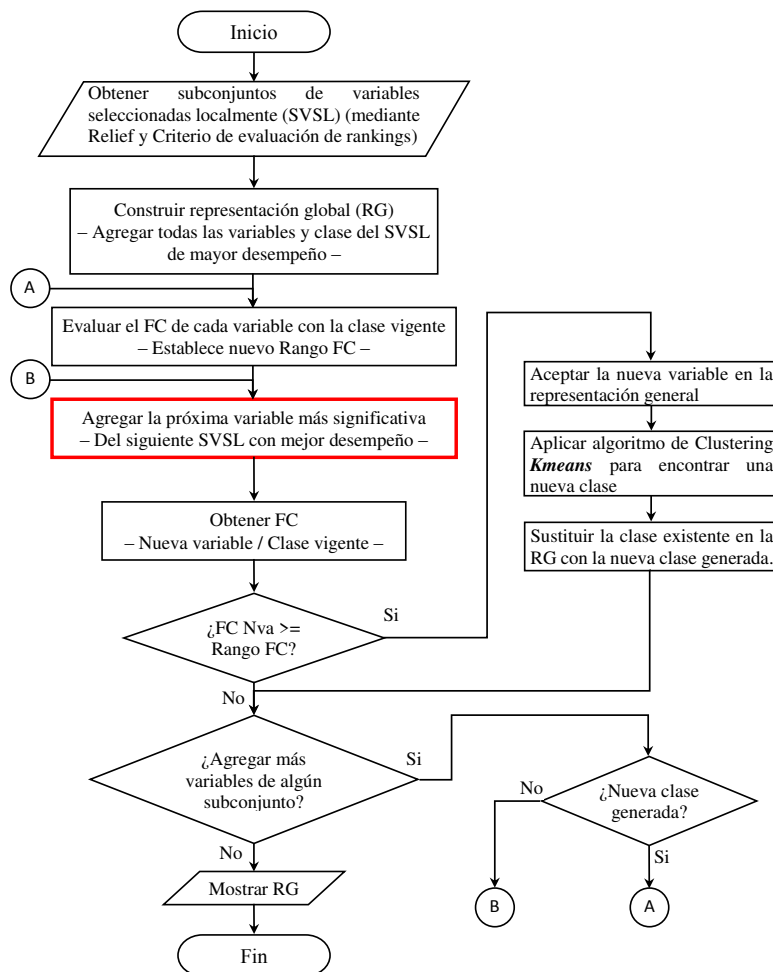 Inicio
Obtener subconjuntos de variables
seleccionadas localmente (SVSL) (mediante
Relief y Criterio de evaluación de rankings)
Construir representación global (RG)
– Agregar todas las variables y clase del SVSL
de mayor desempeño –
A
Evaluar el FC de cada variable con la clase vigente
– Establece nuevo Rango FC –
B
Agregar la próxima variable más significativa
– Del siguiente SVSL con mejor desempeño –
Obtener FC
– Nueva variable / Clase vigente –
¿FC Nva >=
Rango FC?
Si
Aceptar la nueva variable en la
representación general
Aplicar algoritmo de Clustering
Kmeans para encontrar una
nueva clase
Sustituir la clase existente en la
RG con la nueva clase generada.
No
¿Agregar más
variables de algún
subconjunto?
Si
¿Nueva clase
generada?
No
Si
B
A
No
Mostrar RG
Fin